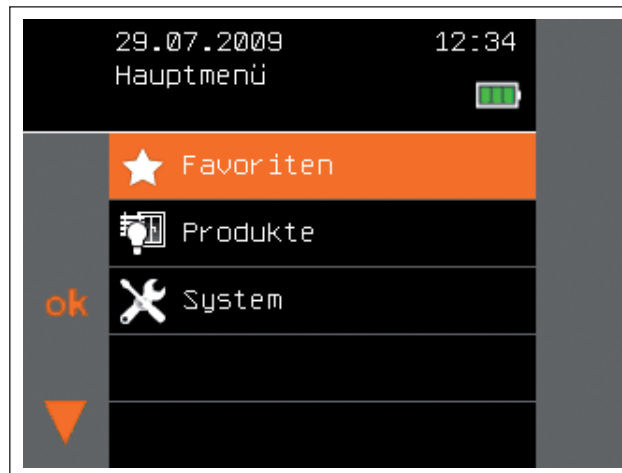 29.07.2009 12:34
Hauptmenü
Favoriten
Produkte
ok System